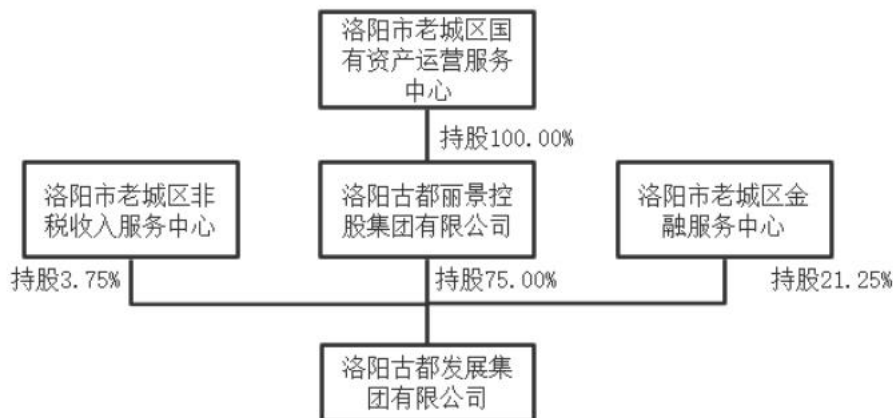 洛阳市老城区国
有资产运营服务
中心
持股100.00%
洛阳市老城区非
税收入服务中心
洛阳古都丽景控
股集团有限公司
洛阳市老城区金
融服务中心
持股3.75%
持股75.00%
持股21.25%
洛阳古都发展集
团有限公司